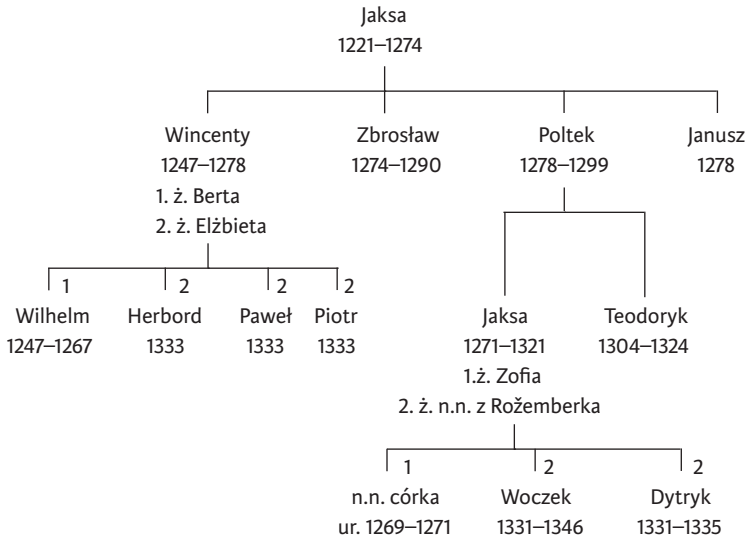 Jaksa
1221–1274
Wincenty Zbrosław Poltek Janusz
1247–1278 1274–1290 1278–1299 1278
1. ż. Berta
2. ż. Elżbieta
1 2 2 2
Wilhelm Herbord Paweł Piotr Jaksa Teodoryk
1247–1267 1333 1333 1333 1271–1321 1304–1324
1.ż. Zofia
2. ż. n.n. z Rožemberka
1 2 2
n.n. córka Woczek Dytryk
ur. 1269–1271 1331–1346 1331–1335